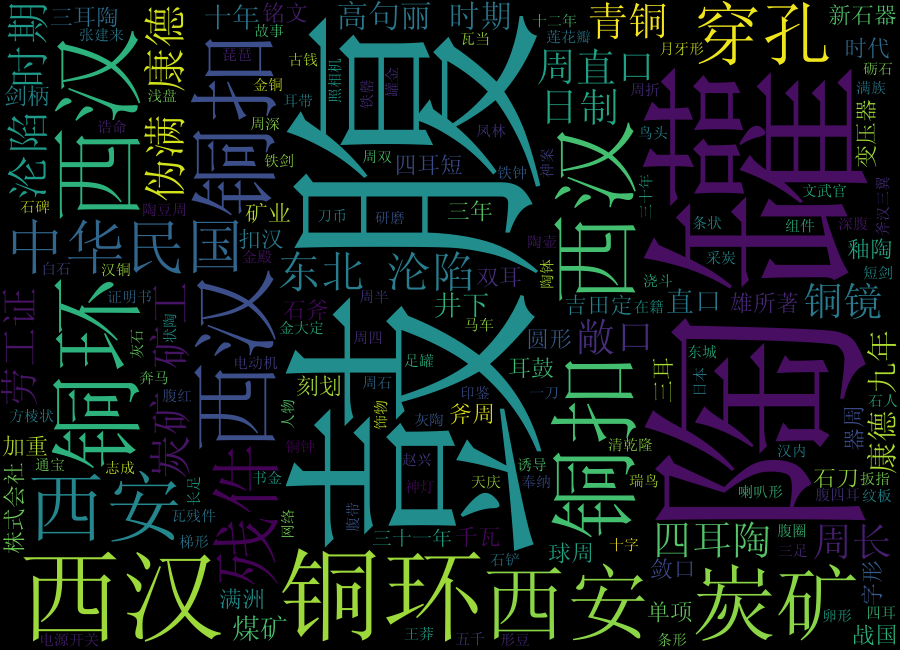 三耳陶
张建来
十年
铭文
故事
高句丽 时期
瓦当
十二年
莲花瓣
青铜
月牙形
穿孔
新石器
时代
砺石
满族
时期
剑柄
沦陷
西汉
康德
浅盘
伪满
诰命
铜扣
琵琶
金铜
古钱
耳带
周深
铁剑
照相机
罐金
周直口
日制
周折
鸟头
变压器
石碑
陶豆周
矿业
周双
四耳短
凤林
铁钟
西汉
三十年
文武官
条状
组件
深腹
采炭
釉陶
短剑
中华民国
扣汉
金殿
白石
汉铜
刀币
研磨
三年
陶壶
陶钵
浇斗
东北 沦陷
双耳
石斧
周半
金大定
井下
马车
吉田定
在籍
直口
雄所著
铜镜
劳工证
铜环
证明书
灰石
状陶
矿工
西汉
电动机
周四
足罐
圆形
敞口
耳鼓
奔马
腹红
刻划
周石
饰物
印鉴
一刀
三耳
东城
日本
九年
石人
康德
方棱状
加重
通宝
志成
炭矿
人物
铜钟
灰陶
斧周
赵兴
神灯
天庆
诱导
奉纳
铜扣
清乾隆
瑞鸟
汉内
器周
石刀
扳指
喇叭形
腹四耳
纹板
株式会社
西安
长足
瓦残件
梯形
残件
书金
网络
腹带
三十一年
千瓦
石铲
球周
十字
四耳陶
腹圈
三足
周长
敛口
字形
西汉
铜环
西安
炭矿
满洲
煤矿
电源开关
王莽
五千
形豆
单项
条形
卵形
四耳
战国